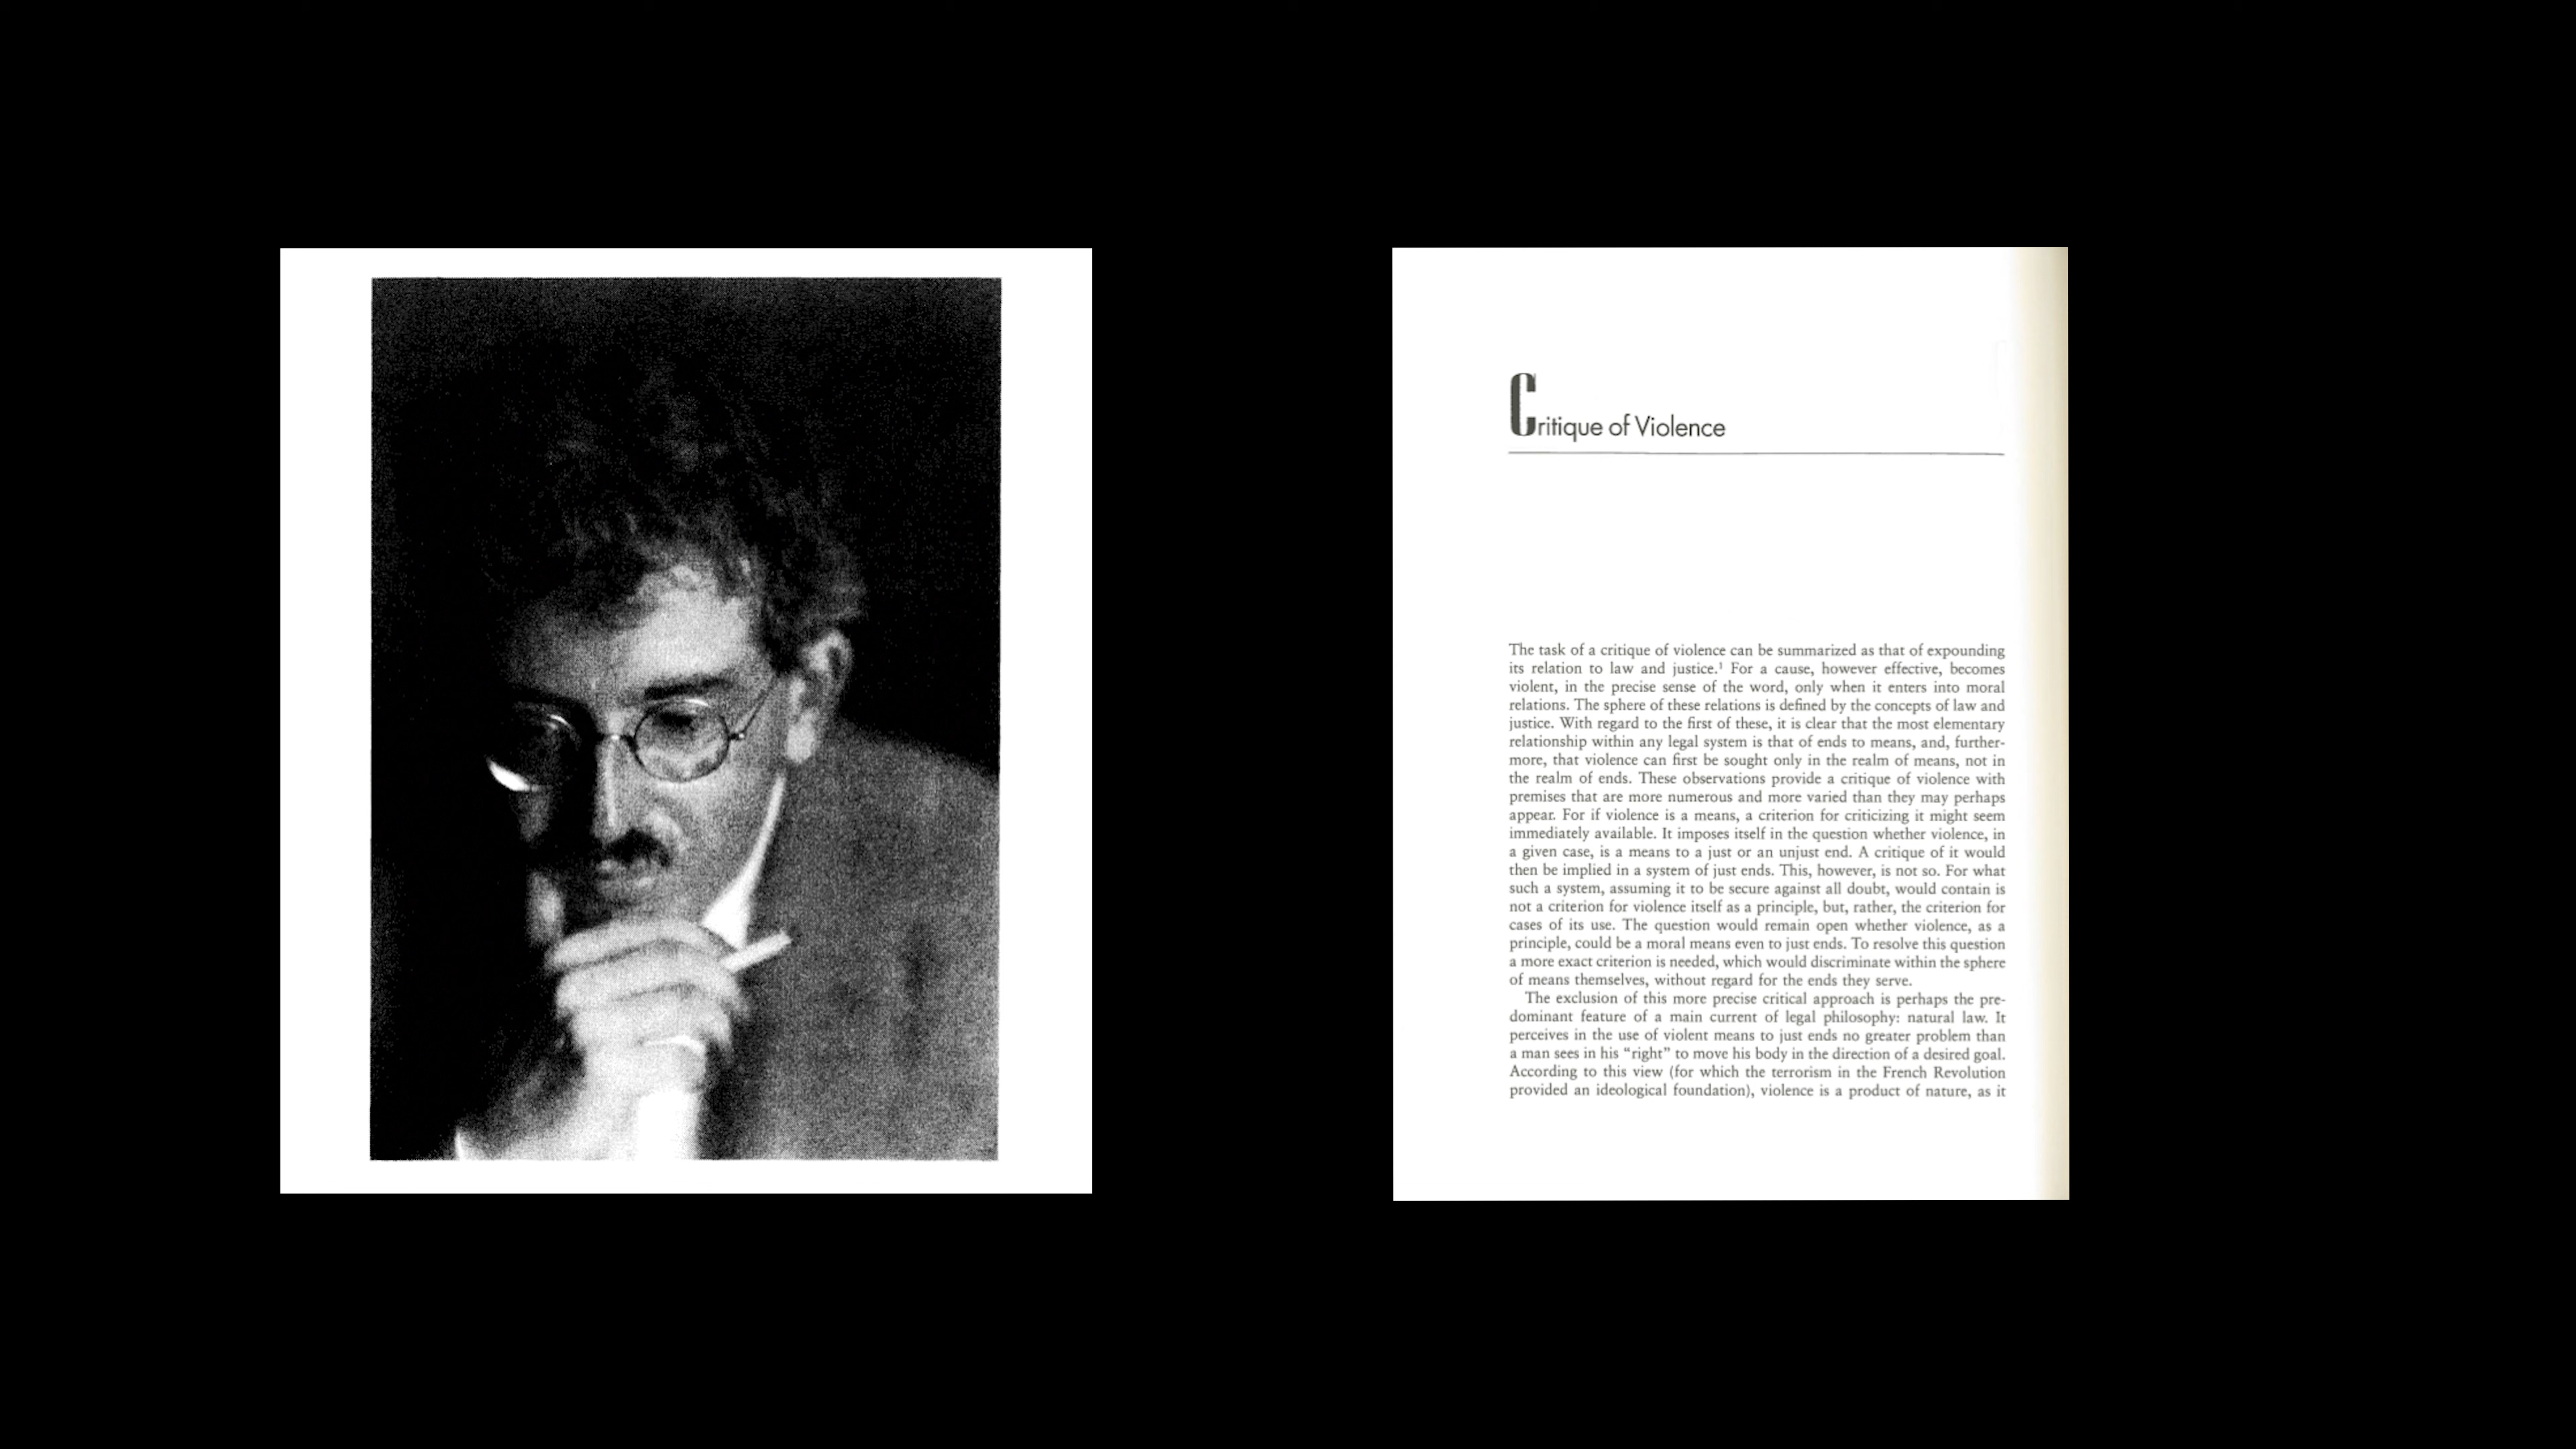 Critique of Violence
The task of a critique of violence can be summarized as that of expounding
its relation to law and justice.¹ For a cause, however effective, becomes
violent, in the precise sense of the word, only when it enters into moral
relations. The sphere of these relations is defined by the concepts of law and
justice. With regard to the first of these, it is clear that the most elementary
relationship within any legal system is that of ends to means, and, further-
more, that violence can first be sought only in the realm of means, not in
the realm of ends. These observations provide a critique of violence with
premises that are more numerous and more varied than they may perhaps
appear. For if violence is a means, a criterion for criticizing it might seem
immediately available. It imposes itself in the question whether violence, in
a given case, is a means to a just or an unjust end. A critique of it would
then be implied in a system of just ends. This, however, is not so. For what
such a system, assuming it to be secure against all doubt, would contain is
not a criterion for violence itself as a principle, but, rather, the criterion for
cases of its use. The question would remain open whether violence, as a
principle, could be a moral means even to just ends. To resolve this question
a more exact criterion is needed, which would discriminate within the sphere
of means themselves, without regard for the ends they serve.
The exclusion of this more precise critical approach is perhaps the pre-
dominant feature of a main current of legal philosophy: natural law. It
perceives in the use of violent means to just ends no greater problem than
a man sees in his “right” to move his body in the direction of a desired goal.
According to this view (for which the terrorism in the French Revolution
provided an ideological foundation), violence is a product of nature, as it